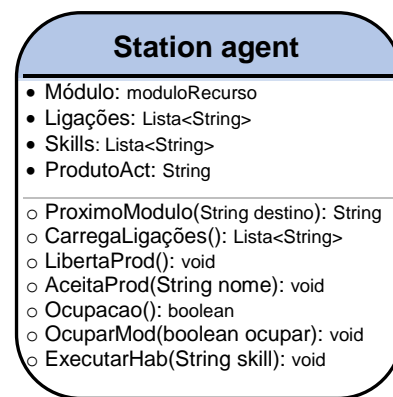 Station agent
• Módulo: moduloRecurso
• Ligações: Lista<String>
• Skills: Lista<String>
• ProdutoAct: String
○ ProximoModulo(String destino): String
○ CarregaLigações(): Lista<String>
○ LibertaProd(): void
○ AceitaProd(String nome): void
○ Ocupacao(): boolean
○ OcuparMod(boolean ocupar): void
○ ExecutarHab(String skill): void